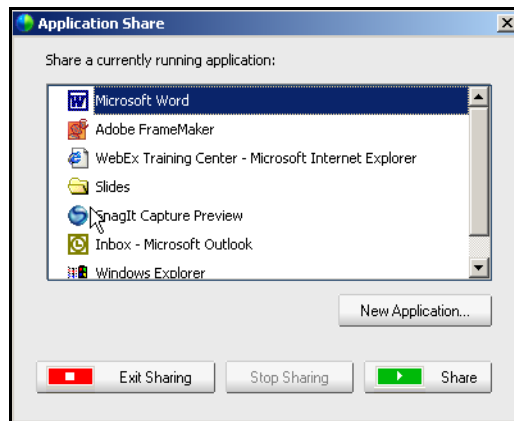 Application Share
Share a currently running application:
Microsoft Word
Adobe FrameMaker
WebEx Training Center - Microsoft Internet Explorer
Slides
SnagIt Capture Preview
Inbox - Microsoft Outlook
Windows Explorer
New Application...
Exit Sharing Stop Sharing Share